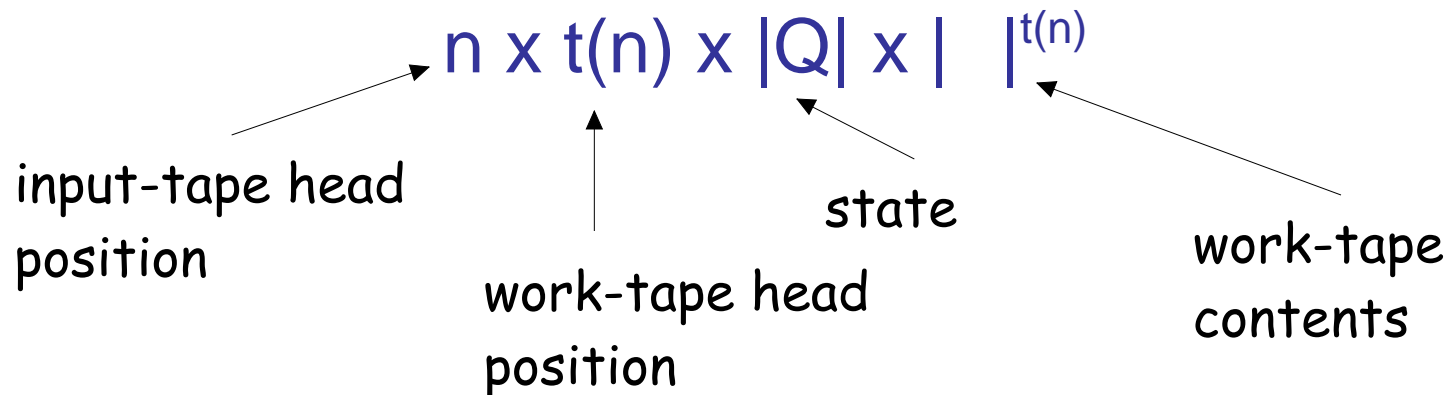 n x t(n) x |Q| x |  |^t(n)
input-tape head
position
work-tape head
position
state
work-tape
contents